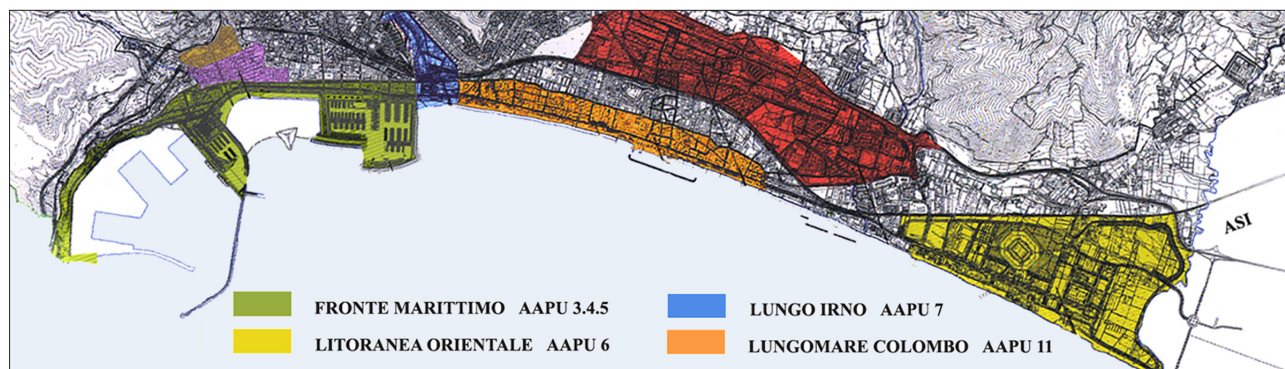 ASI
FRONTE MARITTIMO AAPU 3.4.5
LUNGO IRNO AAPU 7
LITORANEA ORIENTALE AAPU 6
LUNGOMARE COLOMBO AAPU 11